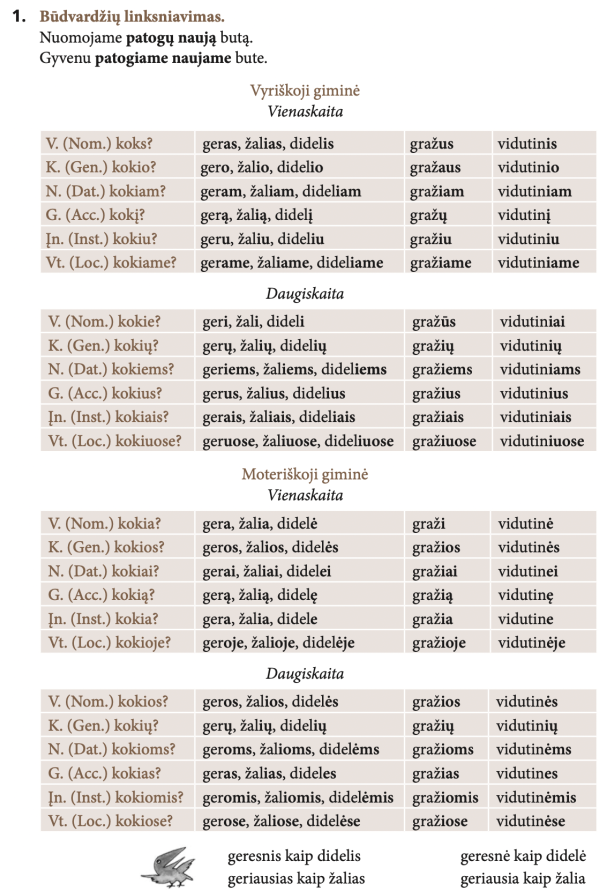 1. Būdvardžių linksniavimas.
Nuomojame patogų naują butą.
Gyvenu patogiame naujame bute.
Vyriškoji giminė
Vienaskaita
V. (Nom.) koks? geras, žalias, didelis gražus vidutinis
K. (Gen.) kokio? gero, žalio, didelio gražaus vidutinio
N. (Dat.) kokiam? geram, žaliam, dideliam gražiam vidutiniam
G. (Acc.) kokį? gerą, žalią, didelį gražų vidutinį
Įn. (Inst.) kokiu? geru, žaliu, dideliu gražiu vidutiniu
Vt. (Loc.) kokiame? gerame, žaliame, dideliame gražiame vidutiniame
Daugiskaita
V. (Nom.) kokie? geri, žali, dideli gražūs vidutiniai
K. (Gen.) kokių? gerų, žalių, didelių gražių vidutinių
N. (Dat.) kokiems? geriems, žaliems, dideliems gražiems vidutiniams
G. (Acc.) kokius? gerus, žalius, didelius gražius vidutinius
Įn. (Inst.) kokiais? gerais, žaliais, dideliais gražiais vidutiniais
Vt. (Loc.) kokiuose? geruose, žaliuose, dideliuose gražiuose vidutiniuose
Moteriškoji giminė
Vienaskaita
V. (Nom.) kokia? gera, žalia, didelė graži vidutinė
K. (Gen.) kokios? geros, žalios, didelės gražios vidutinės
N. (Dat.) kokiai? gerai, žaliai, didelei gražiai vidutinei
G. (Acc.) kokią? gerą, žalią, didelę gražią vidutinę
Įn. (Inst.) kokia? gera, žalia, didele gražia vidutine
Vt. (Loc.) kokioje? geroje, žalioje, didelėje gražioje vidutinėje
Daugiskaita
V. (Nom.) kokios? geros, žalios, didelės gražios vidutinės
K. (Gen.) kokių? gerų, žalių, didelių gražių vidutinių
N. (Dat.) kokioms? geroms, žalioms, didelėms gražioms vidutinėms
G. (Acc.) kokias? geras, žalias, dideles gražias vidutines
Įn. (Inst.) kokiomis? geromis, žaliomis, didelėmis gražiomis vidutinėmis
Vt. (Loc.) kokiose? gerose, žaliose, didelėse gražiose vidutinėse
geresnis kaip didelis geresnė kaip didelė
geriausias kaip žalias geriausia kaip žalia